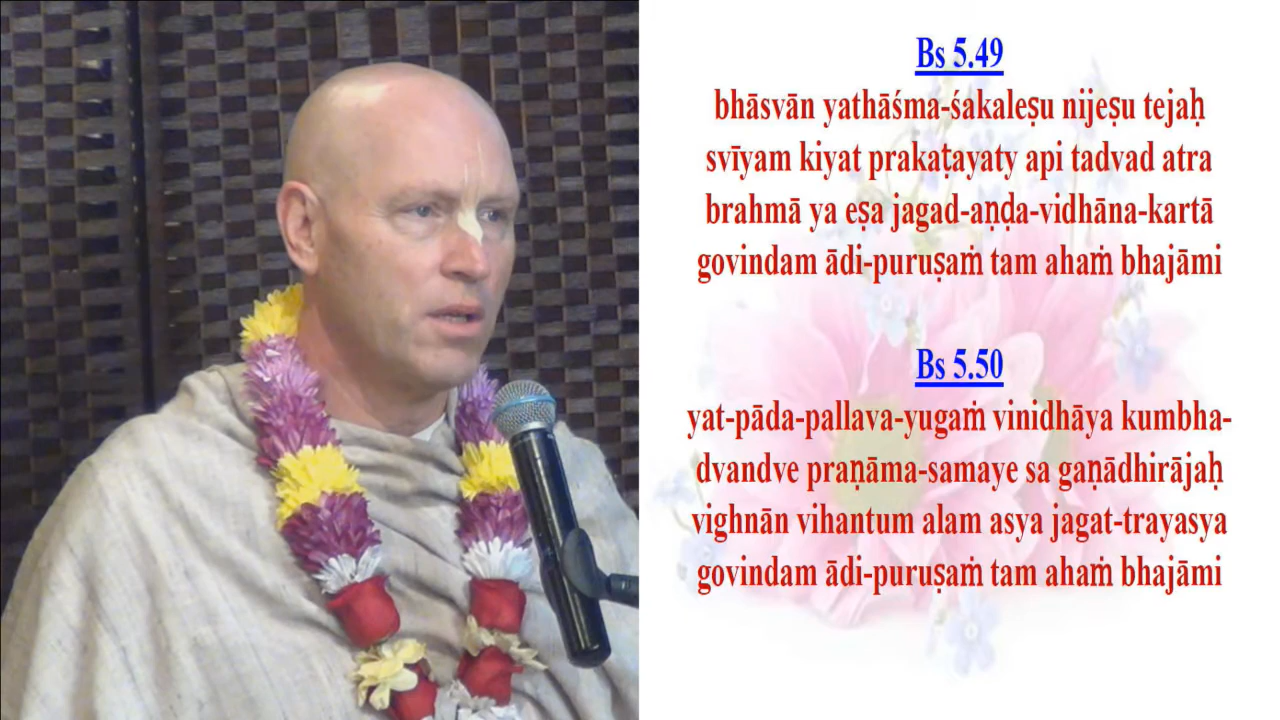 Bs 5.49
bhāsvān yathāśma-śakaleṣu nijeṣu tejaḥ
svīyam kiyat prakaṭayaty api tadvad atra
brahmā ya eṣa jagad-aṇḍa-vidhāna-kartā
govindam ādi-puruṣaṁ tam ahaṁ bhajāmi
Bs 5.50
yat-pāda-pallava-yugaṁ vinidhāya kumbha-
dvandve praṇāma-samaye sa gaṇādhirājaḥ
vighnān vihantum alam asya jagat-trayasya
govindam ādi-puruṣaṁ tam ahaṁ bhajāmi